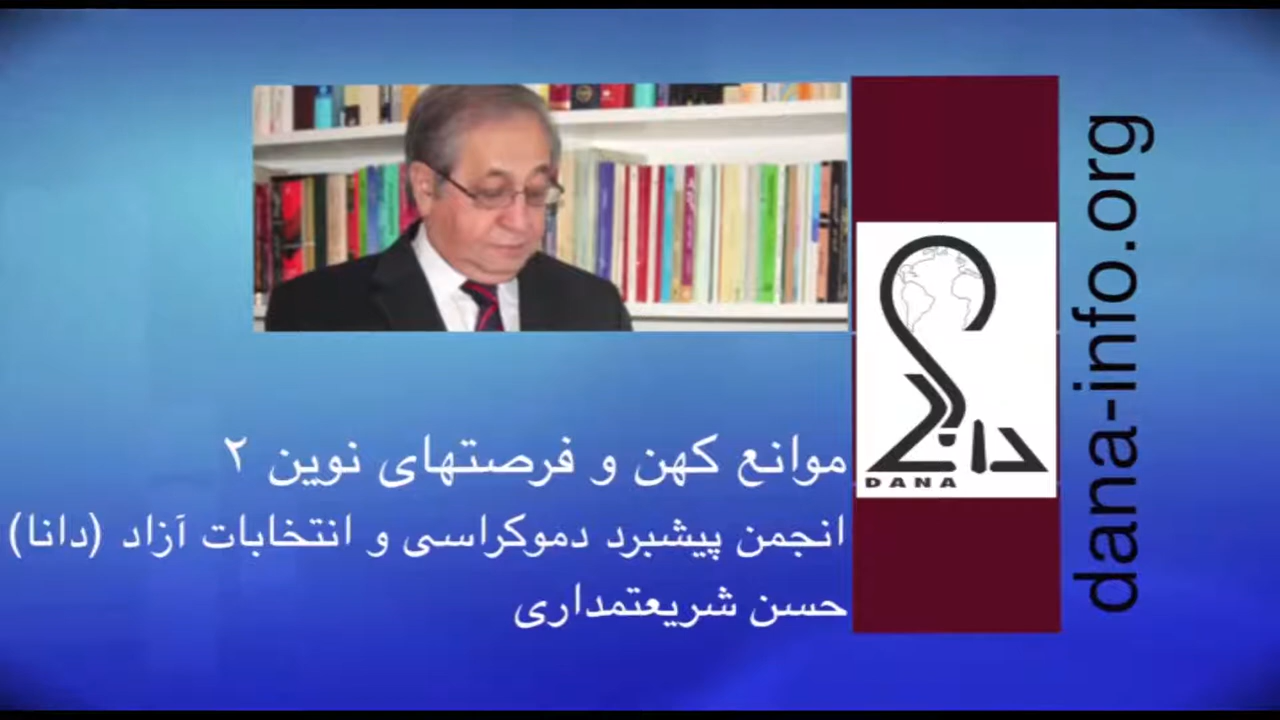 موانع کهن و فرصتهای نوین ۲
انجمن پیشبرد دموکراسی و انتخابات آزاد (دانا)
حسن شریعتمداری
دانا
DANA
dana-info.org